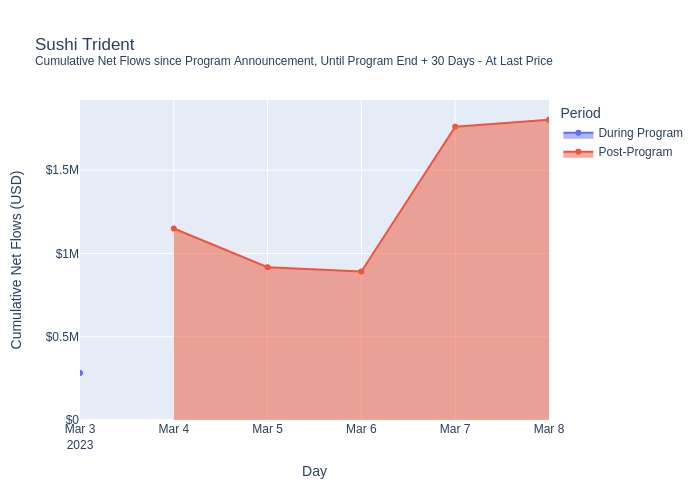 Sushi Trident
Cumulative Net Flows since Program Announcement, Until Program End + 30 Days - At Last Price
Period
During Program
Post-Program
Cumulative Net Flows (USD)
$1.5M
$1M
$0.5M
$0
Mar 3
2023
Mar 4
Mar 5
Mar 6
Mar 7
Mar 8
Day